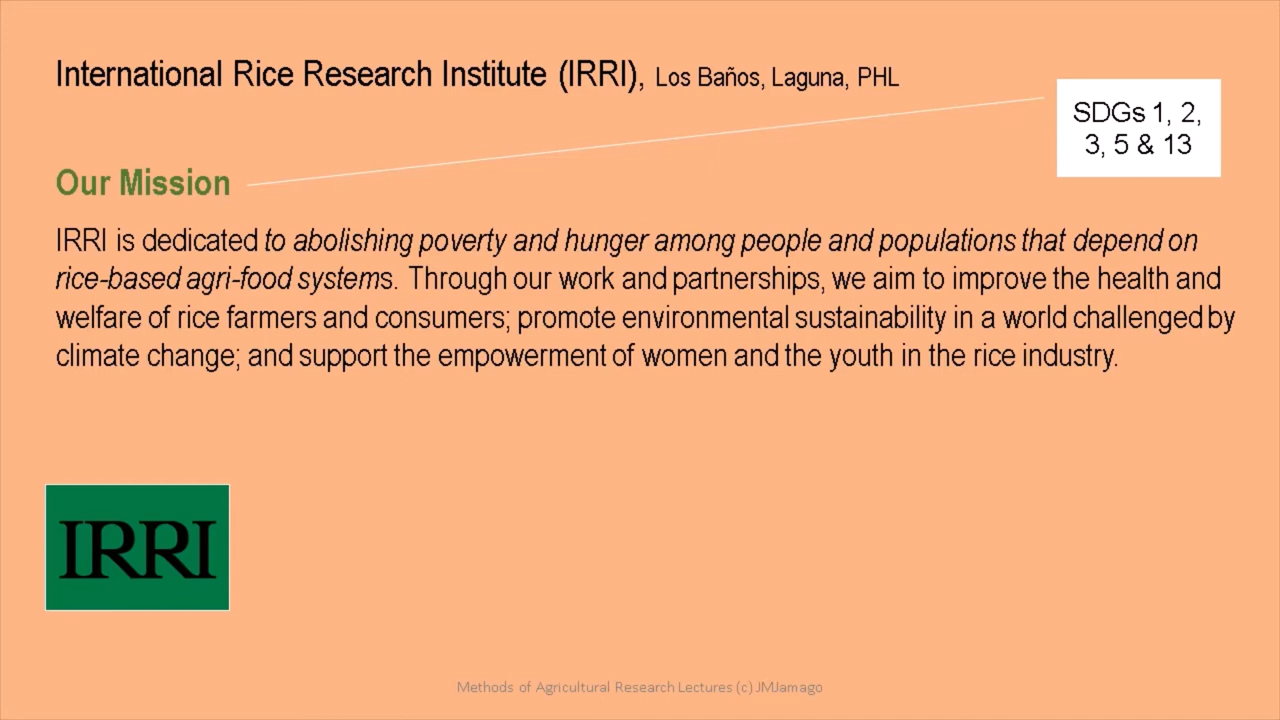 International Rice Research Institute (IRRI), Los Baños, Laguna, PHL
SDGs 1, 2,
3, 5 & 13
Our Mission
IRRI is dedicated to abolishing poverty and hunger among people and populations that depend on
rice-based agri-food systems. Through our work and partnerships, we aim to improve the health and
welfare of rice farmers and consumers; promote environmental sustainability in a world challenged by
climate change; and support the empowerment of women and the youth in the rice industry.
IRRI
Methods of Agricultural Research Lectures (c) JMJamago